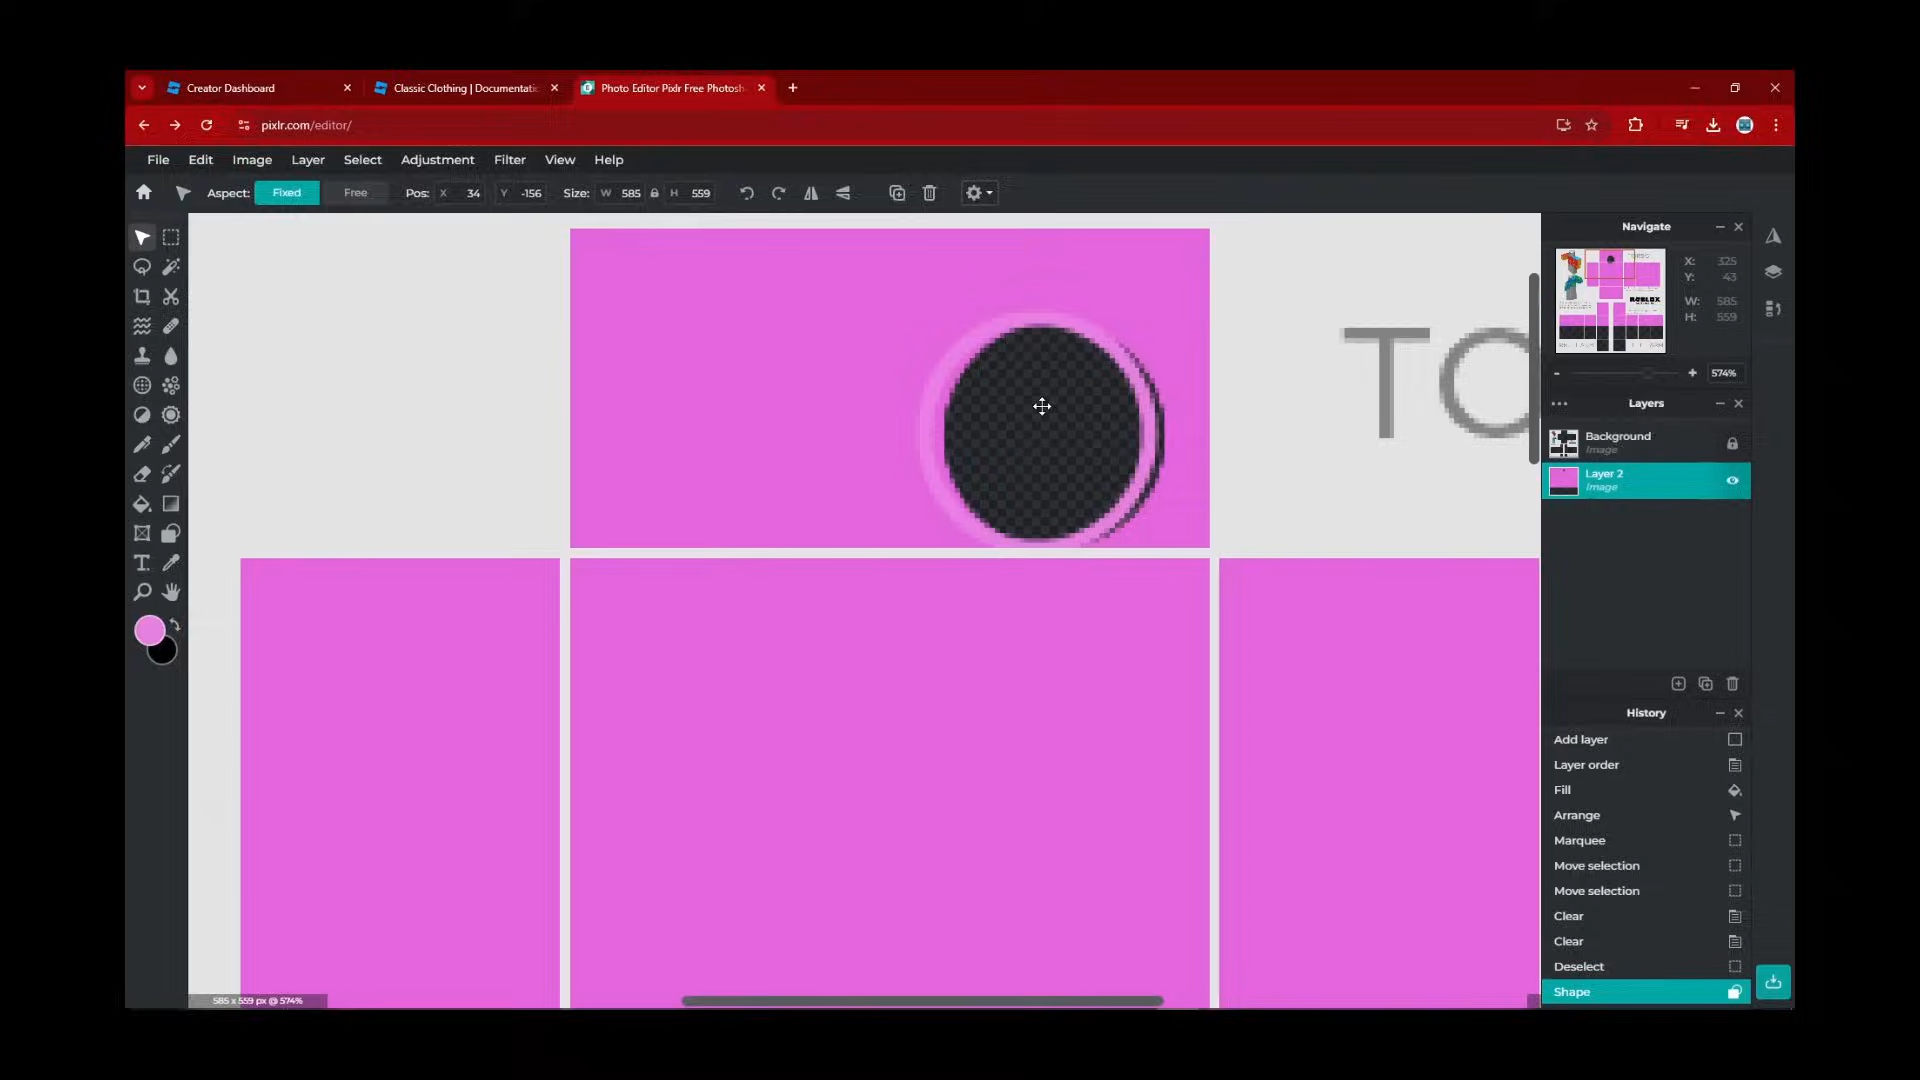 Creator Dashboard
Classic Clothing | Documentatic
Photo Editor Pixlr Free Photosh
pixlr.com/editor/
File Edit Image Layer Select Adjustment Filter View Help
Aspect: Fixed Free Pos: X 34 Y -156 Size: W 585 H 559
Navigate
X: 325
Y: 43
W: 585
H: 559
574%
TO
Layers
Background
Image
Layer 2
Image
History
Add layer
Layer order
Fill
Arrange
Marquee
Move selection
Move selection
Clear
Clear
Deselect
Shape
585 x 559 px @ 574%